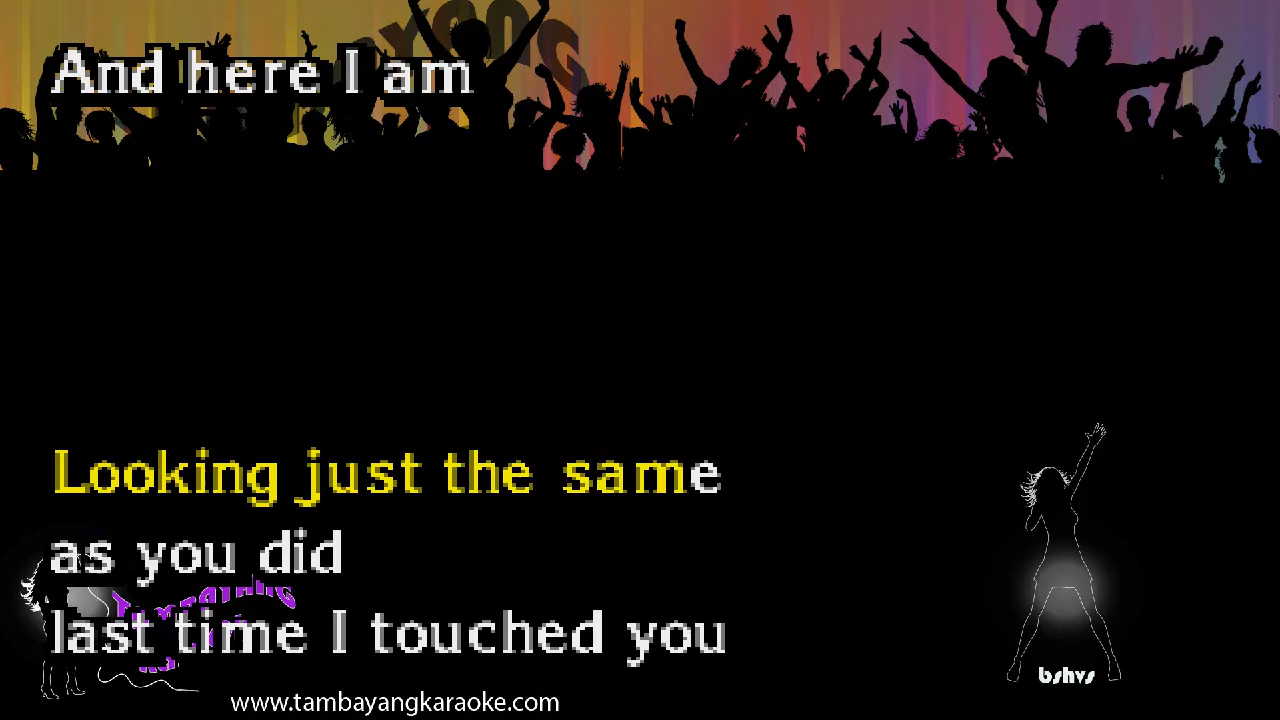 And here I am
Looking just the same
as you did
last time I touched you
bshvs
www.tambayangkaraoke.com